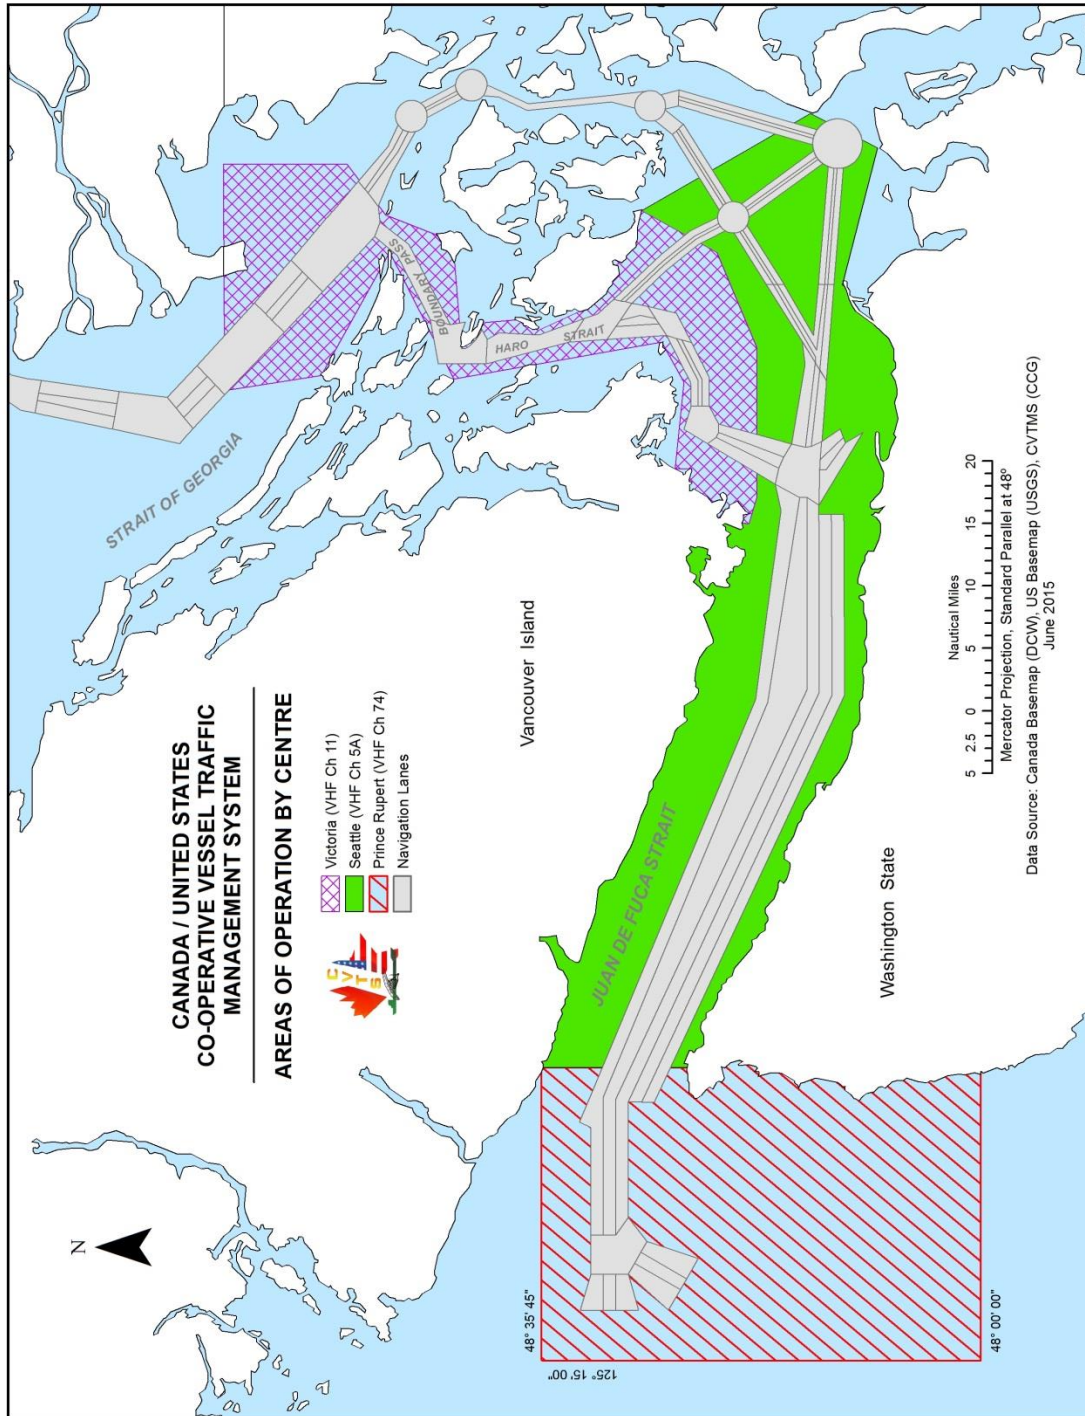 CANADA / UNITED STATES
CO-OPERATIVE VESSEL TRAFFIC
MANAGEMENT SYSTEM
AREAS OF OPERATION BY CENTRE
CVTS
Victoria (VHF Ch 11)
Seattle (VHF Ch 5A)
Prince Rupert (VHF Ch 74)
Navigation Lanes
N
STRAIT OF GEORGIA
BOUNDARY PASS
HARO STRAIT
Vancouver Island
JUAN DE FUCA STRAIT
Washington State
48° 35' 45"
125° 15' 00"
48° 00' 00"
Nautical Miles
5 2.5 0 5 10 15 20
Mercator Projection, Standard Parallel at 48º
Data Source: Canada Basemap (DCW), US Basemap (USGS), CVTMS (CCG)
June 2015